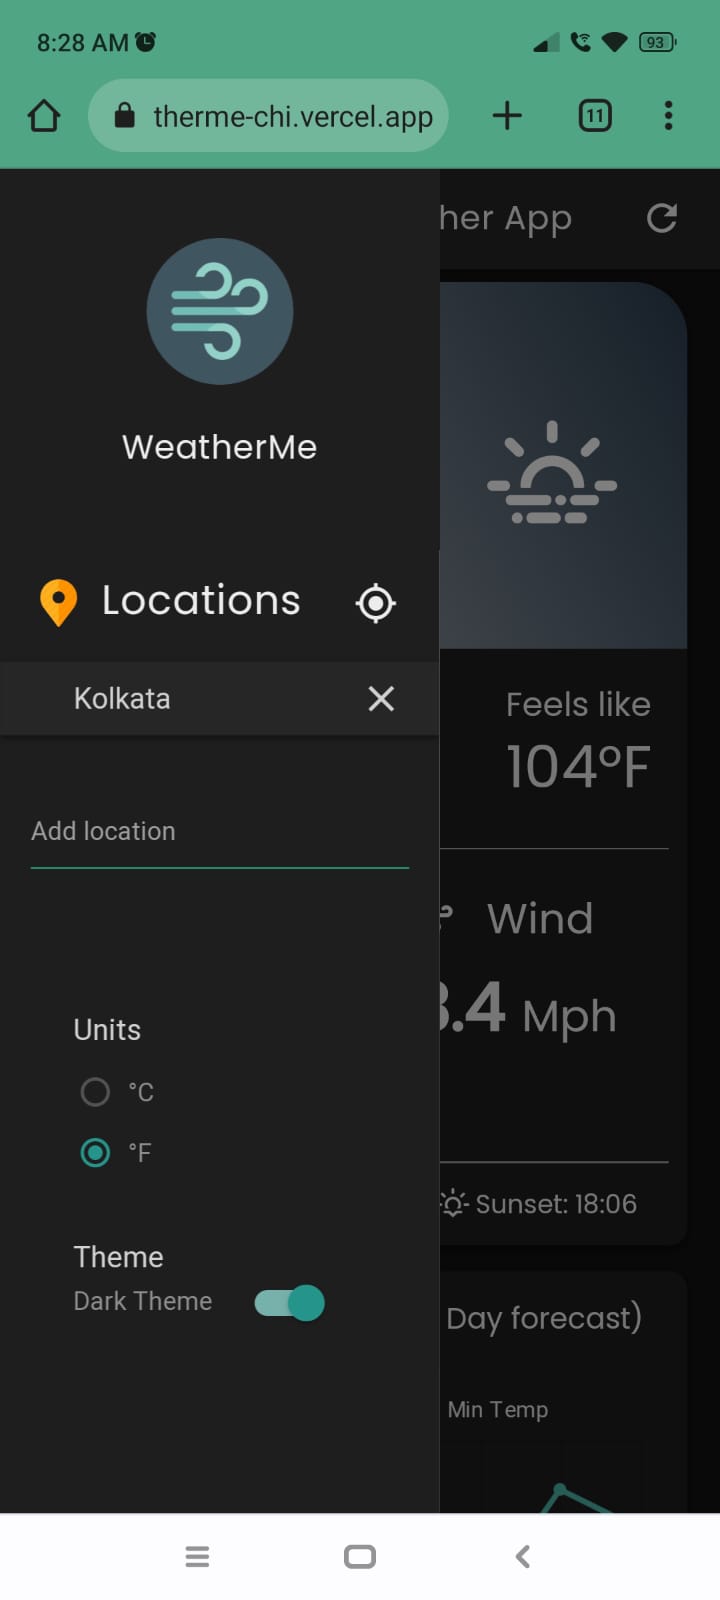 8:28 AM
93
therme-chi.vercel.app
11
her App
WeatherMe
Locations
Kolkata
Feels like
104°F
Add location
Wind
3.4 Mph
Units
°C
°F
Sunset: 18:06
Theme
Dark Theme
Day forecast)
Min Temp